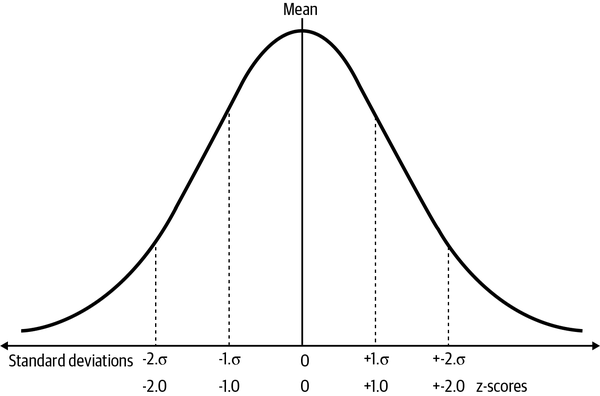 Mean
Standard deviations -2.σ -1.σ 0 +1.σ +-2.σ
-2.0 -1.0 0 +1.0 +-2.0 z-scores